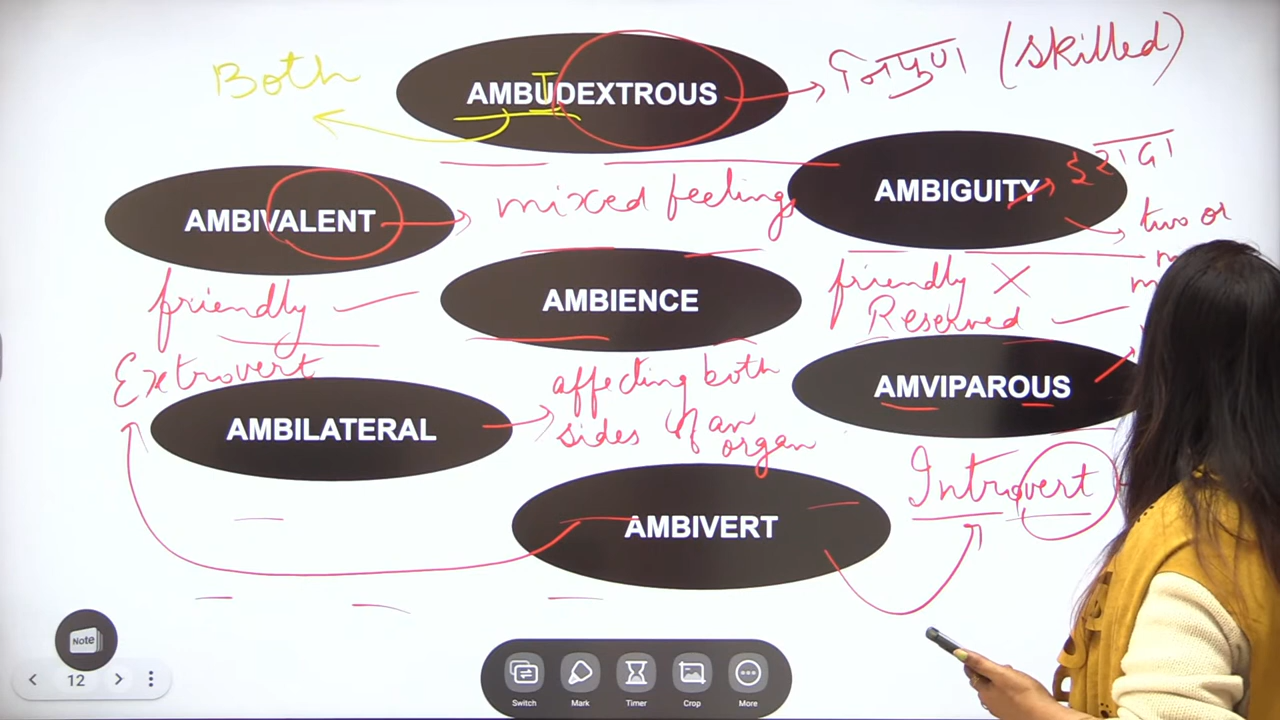 Both
AMBUDEXTROUS
I
निपुण (skilled)
AMBIGUITY
इरादा
two or
AMBIVALENT
mixed feelings
friendly
AMBIENCE
friendly X
Reserved
Extrovert
AMBILATERAL
affecting both
sides of an
organ
AMVIPAROUS
Introvert
AMBIVERT
Note
12
Switch
Mark
Timer
Crop
More